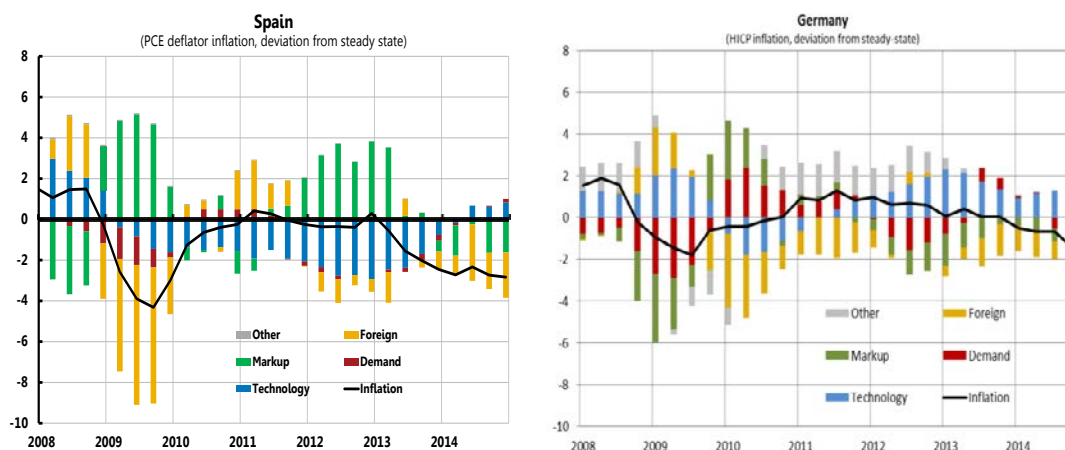 Spain
(PCE deflator inflation, deviation from steady state)
8
6
4
2
0
-2
-4
-6
-8
-10
Other
Foreign
Markup
Demand
Technology
Inflation
2008 2009 2010 2011 2012 2013 2014
Germany
(HICP inflation, deviation from steady-state)
8
6
4
2
0
-2
-4
-6
-8
-10
Other
Foreign
Markup
Demand
Technology
Inflation
2008 2009 2010 2011 2012 2013 2014